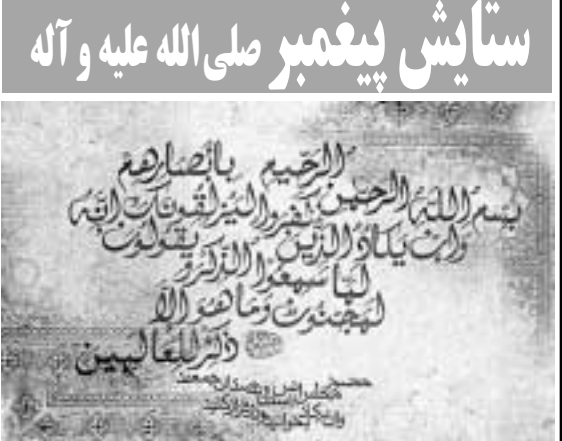 ستایش پیغمبر صلی‌الله علیه و آله
بسم الله الرحمن الرحیم
وان یکاد الذین کفروا لیزلقونک بابصارهم
لما سمعوا الذکر و یقولون انه
لمجنون وما هو الا
ذکر للعالمین